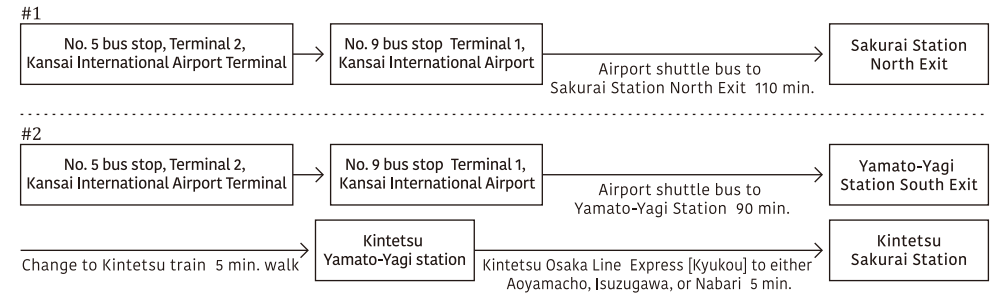 #1
No. 5 bus stop, Terminal 2,
Kansai International Airport Terminal
No. 9 bus stop Terminal 1,
Kansai International Airport
Airport shuttle bus to
Sakurai Station North Exit 110 min.
Sakurai Station
North Exit
#2
No. 5 bus stop, Terminal 2,
Kansai International Airport Terminal
No. 9 bus stop Terminal 1,
Kansai International Airport
Airport shuttle bus to
Yamato-Yagi Station 90 min.
Yamato-Yagi
Station South Exit
Change to Kintetsu train 5 min. walk
Kintetsu
Yamato-Yagi station
Kintetsu Osaka Line Express [Kyukou] to either
Aoyamacho, Isuzugawa, or Nabari 5 min.
Kintetsu
Sakurai Station